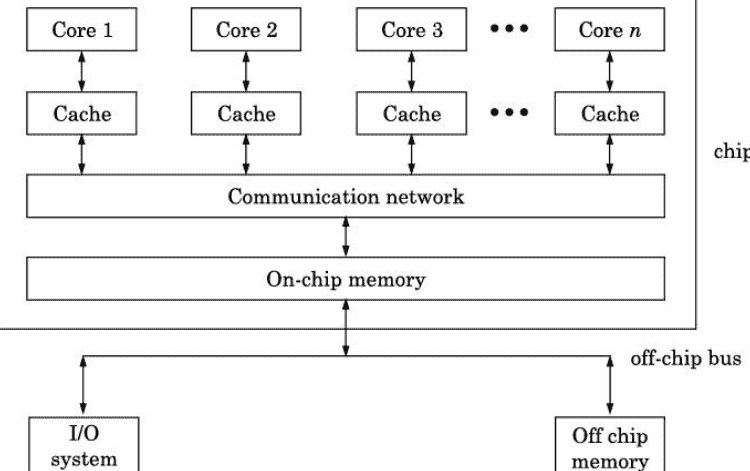 Core 1
Core 2
Core 3
Core n
Cache
Cache
Cache
Cache
chip
Communication network
On-chip memory
off-chip bus
I/O
system
Off chip
memory